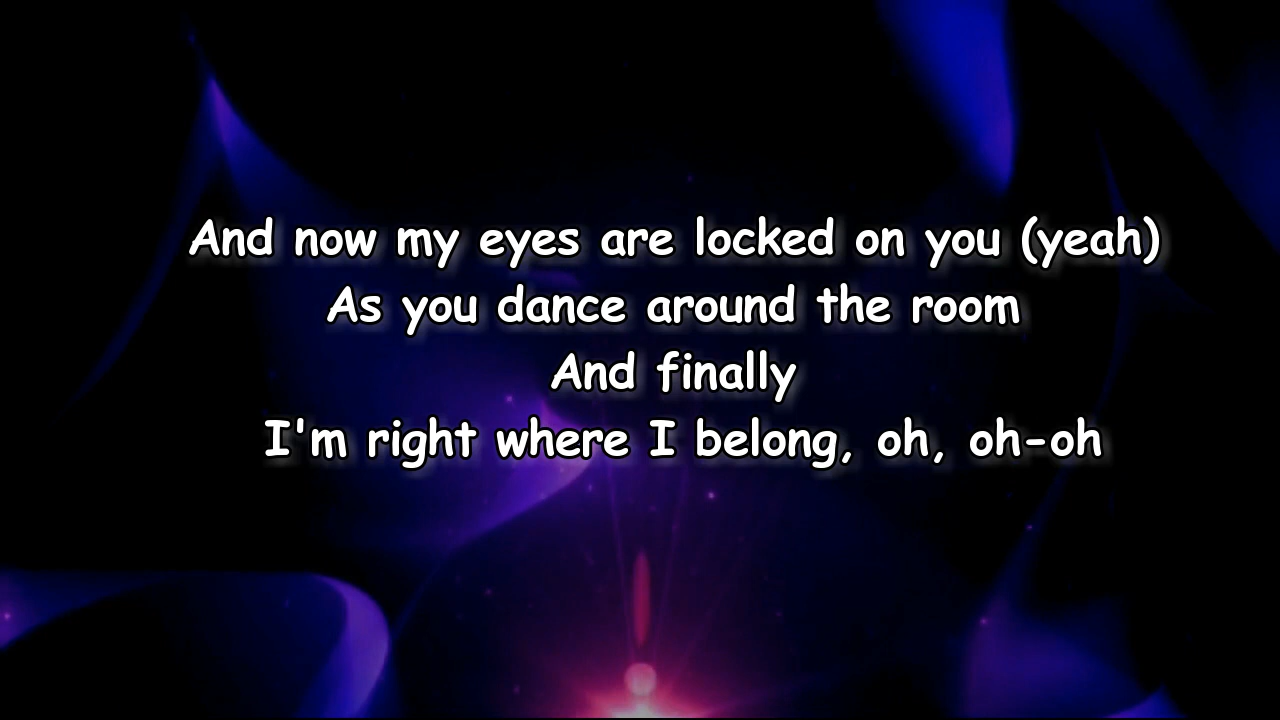 And now my eyes are locked on you (yeah)
As you dance around the room
And finally
I'm right where I belong, oh, oh-oh